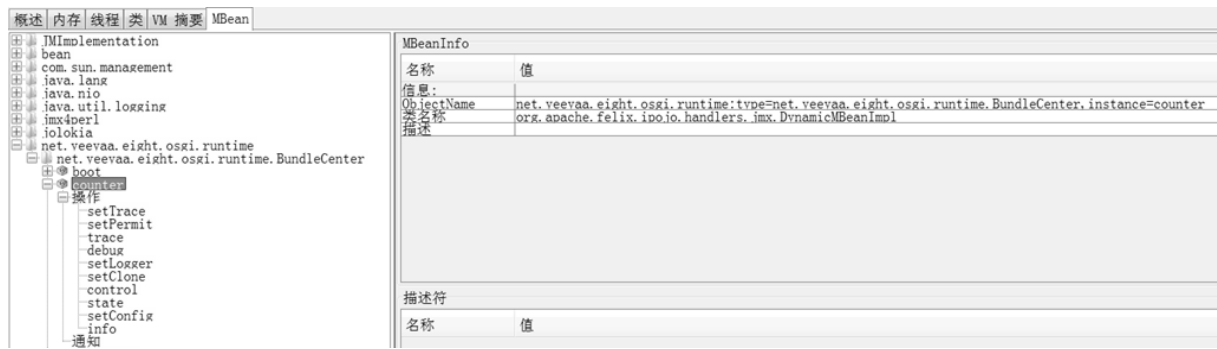 概述 内存 线程 类 VM 摘要 MBean
JMImplementation
bean
com.sun.management
java.lang
java.nio
java.util.logging
jmx4perl
jolokia
net.yeeyaa.eight.osgi.runtime
net.yeeyaa.eight.osgi.runtime.BundleCenter
boot
counter
操作
setTrace
setPermit
trace
debug
setLogger
setClone
control
state
setConfig
info
通知
MBeanInfo
名称 值
信息:
ObjectName net.yeeyaa.eight.osgi.runtime:type=net.yeeyaa.eight.osgi.runtime.BundleCenter,instance=counter
类名称 org.apache.felix.ipojo.handlers.jmx.DynamicMBeanImpl
描述
描述符
名称 值